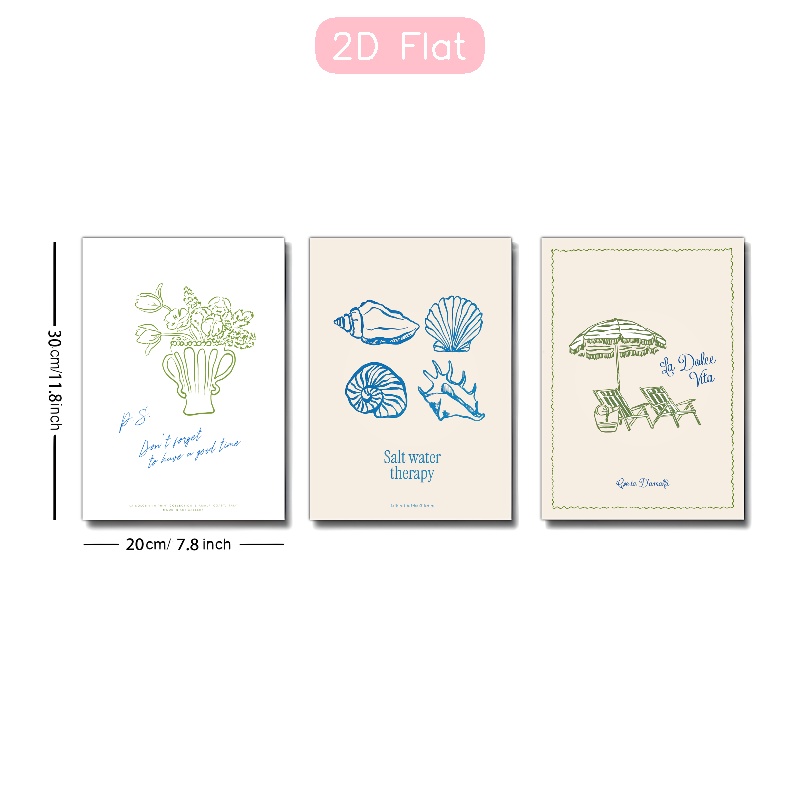 2D Flat
30cm/11.8inch
P.S.
Don't forget
to have a good time
Salt water
therapy
La Dolce
Vita
20cm/ 7.8 inch